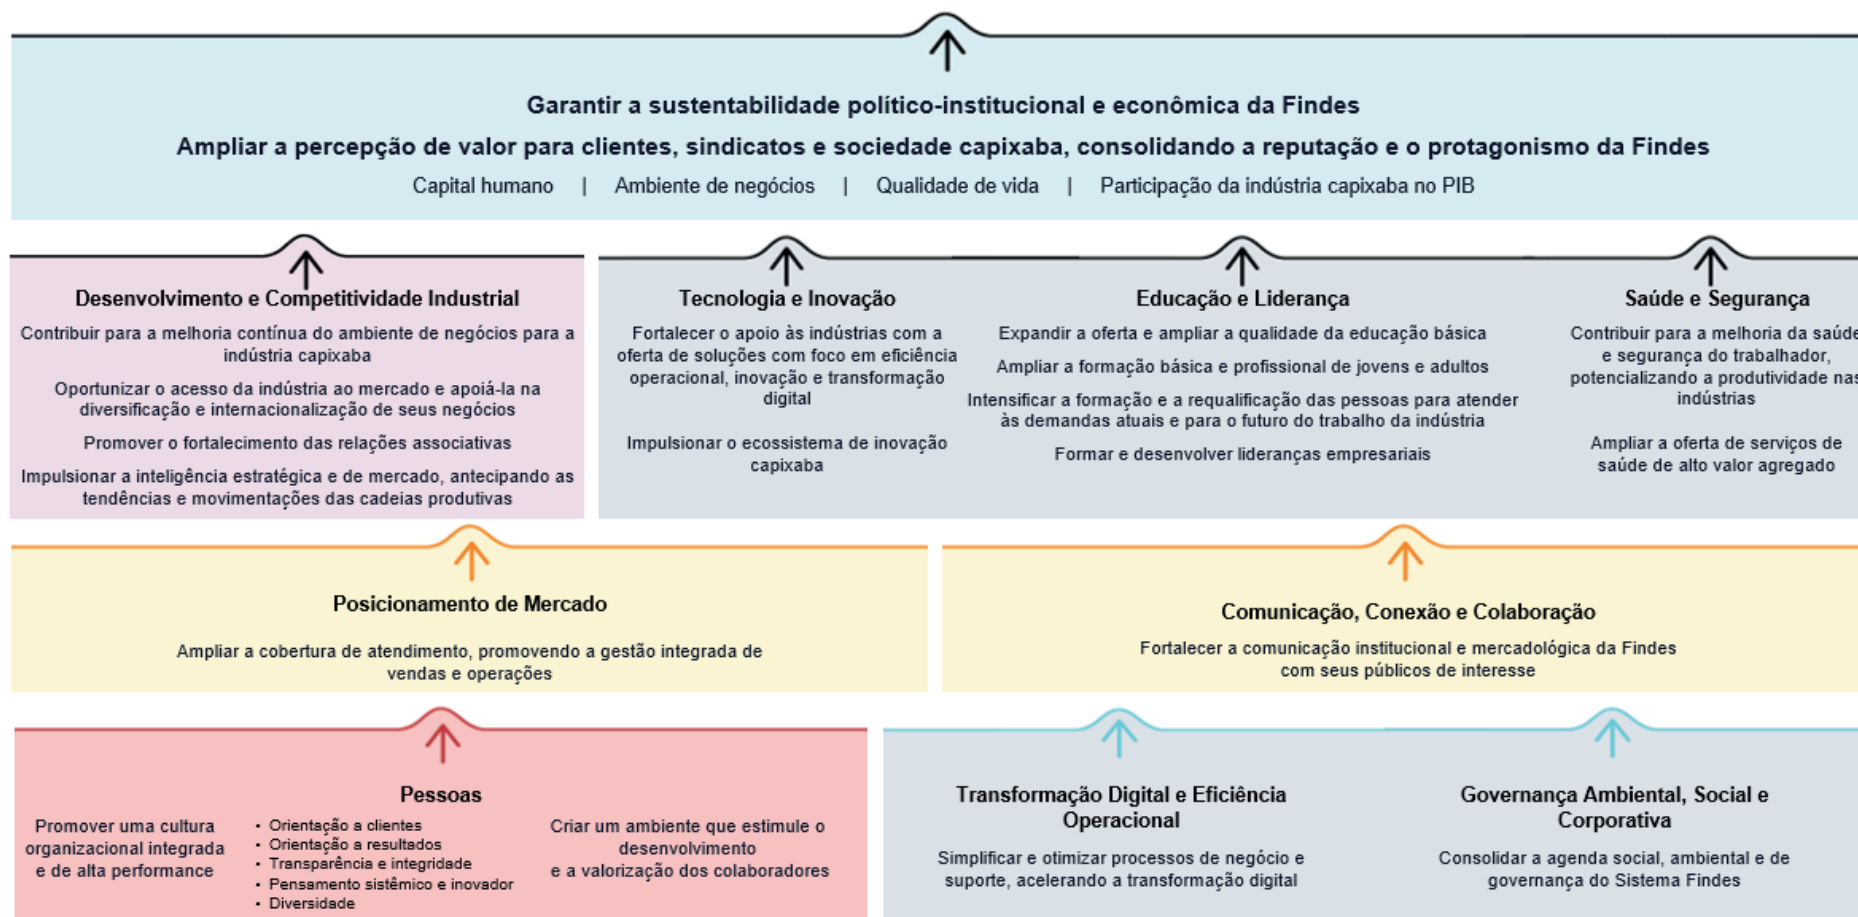 Garantir a sustentabilidade político-institucional e econômica da Findes
Ampliar a percepção de valor para clientes, sindicatos e sociedade capixaba, consolidando a reputação e o protagonismo da Findes
Capital humano | Ambiente de negócios | Qualidade de vida | Participação da indústria capixaba no PIB
Desenvolvimento e Competitividade Industrial
Contribuir para a melhoria contínua do ambiente de negócios para a
indústria capixaba
Oportunizar o acesso da indústria ao mercado e apoiá-la na
diversificação e internacionalização de seus negócios
Promover o fortalecimento das relações associativas
Impulsionar a inteligência estratégica e de mercado, antecipando as
tendências e movimentações das cadeias produtivas
Tecnologia e Inovação
Fortalecer o apoio às indústrias com a
oferta de soluções com foco em eficiência
operacional, inovação e transformação
digital
Impulsionar o ecossistema de inovação
capixaba
Educação e Liderança
Expandir a oferta e ampliar a qualidade da educação básica
Ampliar a formação básica e profissional de jovens e adultos
Intensificar a formação e a requalificação das pessoas para atender
às demandas atuais e para o futuro do trabalho da indústria
Formar e desenvolver lideranças empresariais
Saúde e Segurança
Contribuir para a melhoria da saúde
e segurança do trabalhador,
potencializando a produtividade nas
indústrias
Ampliar a oferta de serviços de
saúde de alto valor agregado
Posicionamento de Mercado
Ampliar a cobertura de atendimento, promovendo a gestão integrada de
vendas e operações
Comunicação, Conexão e Colaboração
Fortalecer a comunicação institucional e mercadológica da Findes
com seus públicos de interesse
Pessoas
Promover uma cultura
organizacional integrada
e de alta performance
• Orientação a clientes
• Orientação a resultados
• Transparência e integridade
• Pensamento sistêmico e inovador
• Diversidade
Criar um ambiente que estimule o
desenvolvimento
e a valorização dos colaboradores
Transformação Digital e Eficiência
Operacional
Simplificar e otimizar processos de negócio e
suporte, acelerando a transformação digital
Governança Ambiental, Social e
Corporativa
Consolidar a agenda social, ambiental e de
governança do Sistema Findes